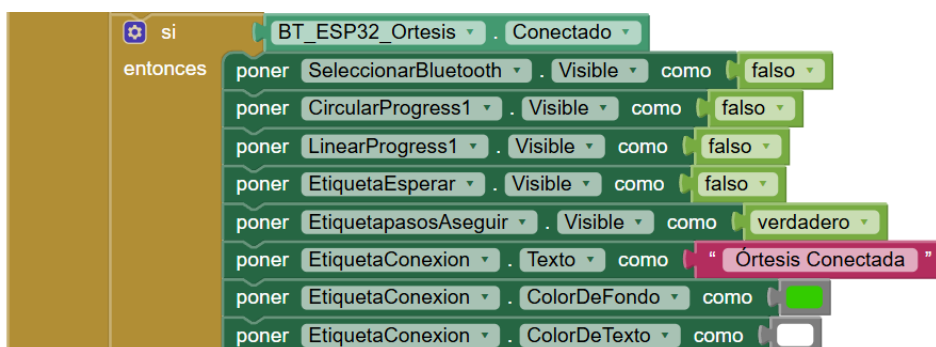 si BT_ESP32_Ortesis . Conectado
entonces poner SeleccionarBluetooth . Visible como falso
poner CircularProgress1 . Visible como falso
poner LinearProgress1 . Visible como falso
poner EtiquetaEsperar . Visible como falso
poner EtiquetapasosAseguir . Visible como verdadero
poner EtiquetaConexion . Texto como “ Órtesis Conectada ”
poner EtiquetaConexion . ColorDeFondo como
poner EtiquetaConexion . ColorDeTexto como